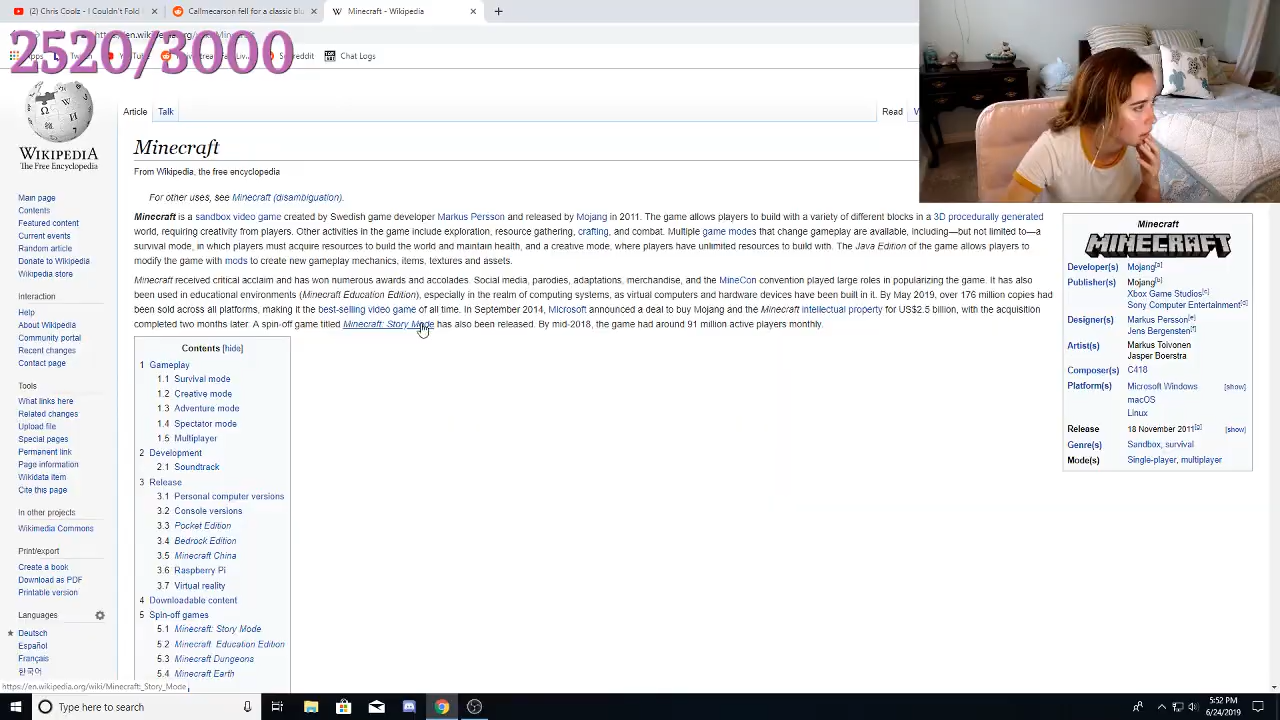 (2) Chris Coolz - I Couldn't Fold
Callmecarson fell for a classic blu
Minecraft - Wikipedia
2520/3000
Chat Logs
WIKIPEDIA
The Free Encyclopedia
Main page
Contents
Featured content
Current events
Random article
Donate to Wikipedia
Wikipedia store
Interaction
Help
About Wikipedia
Community portal
Recent changes
Contact page
Tools
What links here
Related changes
Upload file
Special pages
Permanent link
Page information
Wikidata item
Cite this page
In other projects
Wikimedia Commons
Print/export
Create a book
Download as PDF
Printable version
Languages
Deutsch
Español
Français
한국어
https://en.wikipedia.org/wiki/Minecraft:_Story_Mode
Article Talk
Read
Minecraft
From Wikipedia, the free encyclopedia
For other uses, see Minecraft (disambiguation).
Minecraft is a sandbox video game created by Swedish game developer Markus Persson and released by Mojang in 2011. The game allows players to build with a variety of different blocks in a 3D procedurally generated
world, requiring creativity from players. Other activities in the game include exploration, resource gathering, crafting, and combat. Multiple game modes that change gameplay are available, including—but not limited to—a
survival mode, in which players must acquire resources to build the world and maintain health, and a creative mode, where players have unlimited resources to build with. The Java Edition of the game allows players to
modify the game with mods to create new gameplay mechanics, items, textures and assets.
Minecraft received critical acclaim and has won numerous awards and accolades. Social media, parodies, adaptations, merchandise, and the MineCon convention played large roles in popularizing the game. It has also
been used in educational environments (Minecraft Education Edition), especially in the realm of computing systems, as virtual computers and hardware devices have been built in it. By May 2019, over 176 million copies had
been sold across all platforms, making it the best-selling video game of all time. In September 2014, Microsoft announced a deal to buy Mojang and the Minecraft intellectual property for US$2.5 billion, with the acquisition
completed two months later. A spin-off game titled Minecraft: Story Mode has also been released. By mid-2018, the game had around 91 million active players monthly.
Contents [hide]
1 Gameplay
1.1 Survival mode
1.2 Creative mode
1.3 Adventure mode
1.4 Spectator mode
1.5 Multiplayer
2 Development
2.1 Soundtrack
3 Release
3.1 Personal computer versions
3.2 Console versions
3.3 Pocket Edition
3.4 Bedrock Edition
3.5 Minecraft China
3.6 Raspberry Pi
3.7 Virtual reality
4 Downloadable content
5 Spin-off games
5.1 Minecraft: Story Mode
5.2 Minecraft: Education Edition
5.3 Minecraft Dungeons
5.4 Minecraft Earth
Minecraft
MINECRAFT
Developer(s) Mojang[a]
Publisher(s) Mojang[b]
Xbox Game Studios[c]
Sony Computer Entertainment[d]
Designer(s) Markus Persson[e]
Jens Bergensten[f]
Artist(s) Markus Toivonen
Jasper Boerstra
Composer(s) C418
Platform(s) Microsoft Windows [show]
macOS
Linux
Release 18 November 2011[g] [show]
Genre(s) Sandbox, survival
Mode(s) Single-player, multiplayer
Type here to search
5:52 PM
6/24/2019